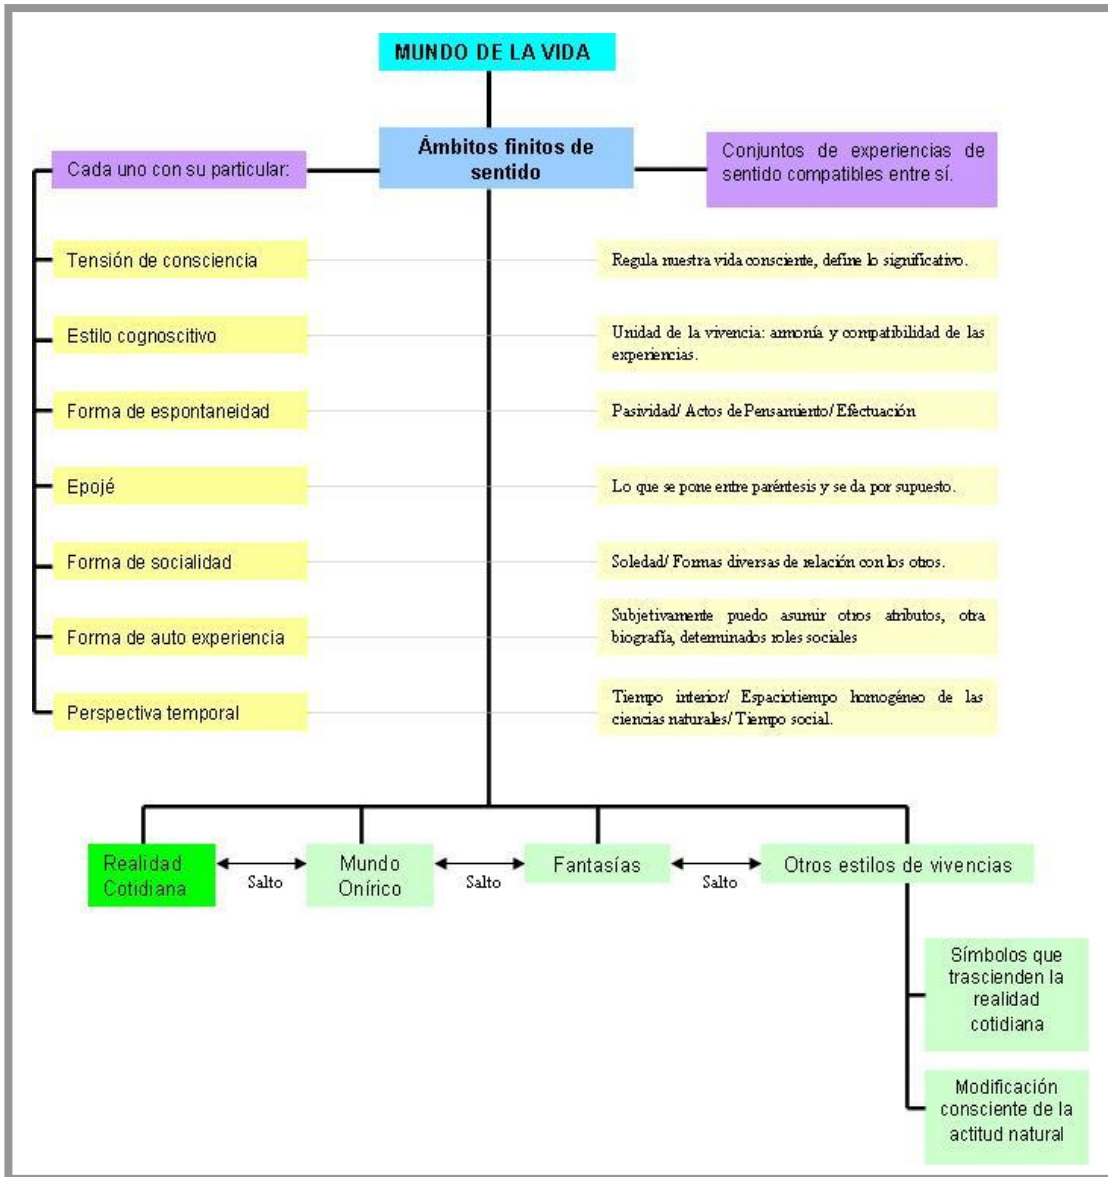 MUNDO DE LA VIDA
Ámbitos finitos de
sentido
Cada uno con su particular:
Conjuntos de experiencias de
sentido compatibles entre sí.
Tensión de consciencia
Regula nuestra vida consciente, define lo significativo.
Estilo cognoscitivo
Unidad de la vivencia: armonía y compatibilidad de las
experiencias.
Forma de espontaneidad
Pasividad/ Actos de Pensamiento/ Efectuación
Epojé
Lo que se pone entre paréntesis y se da por supuesto.
Forma de socialidad
Soledad/ Formas diversas de relación con los otros.
Forma de auto experiencia
Subjetivamente puedo asumir otros atributos, otra
biografía, determinados roles sociales
Perspectiva temporal
Tiempo interior/ Espaciotiempo homogéneo de las
ciencias naturales/ Tiempo social.
Realidad
Cotidiana
Salto
Mundo
Onírico
Salto
Fantasías
Salto
Otros estilos de vivencias
Símbolos que
trascienden la
realidad
cotidiana
Modificación
consciente de la
actitud natural